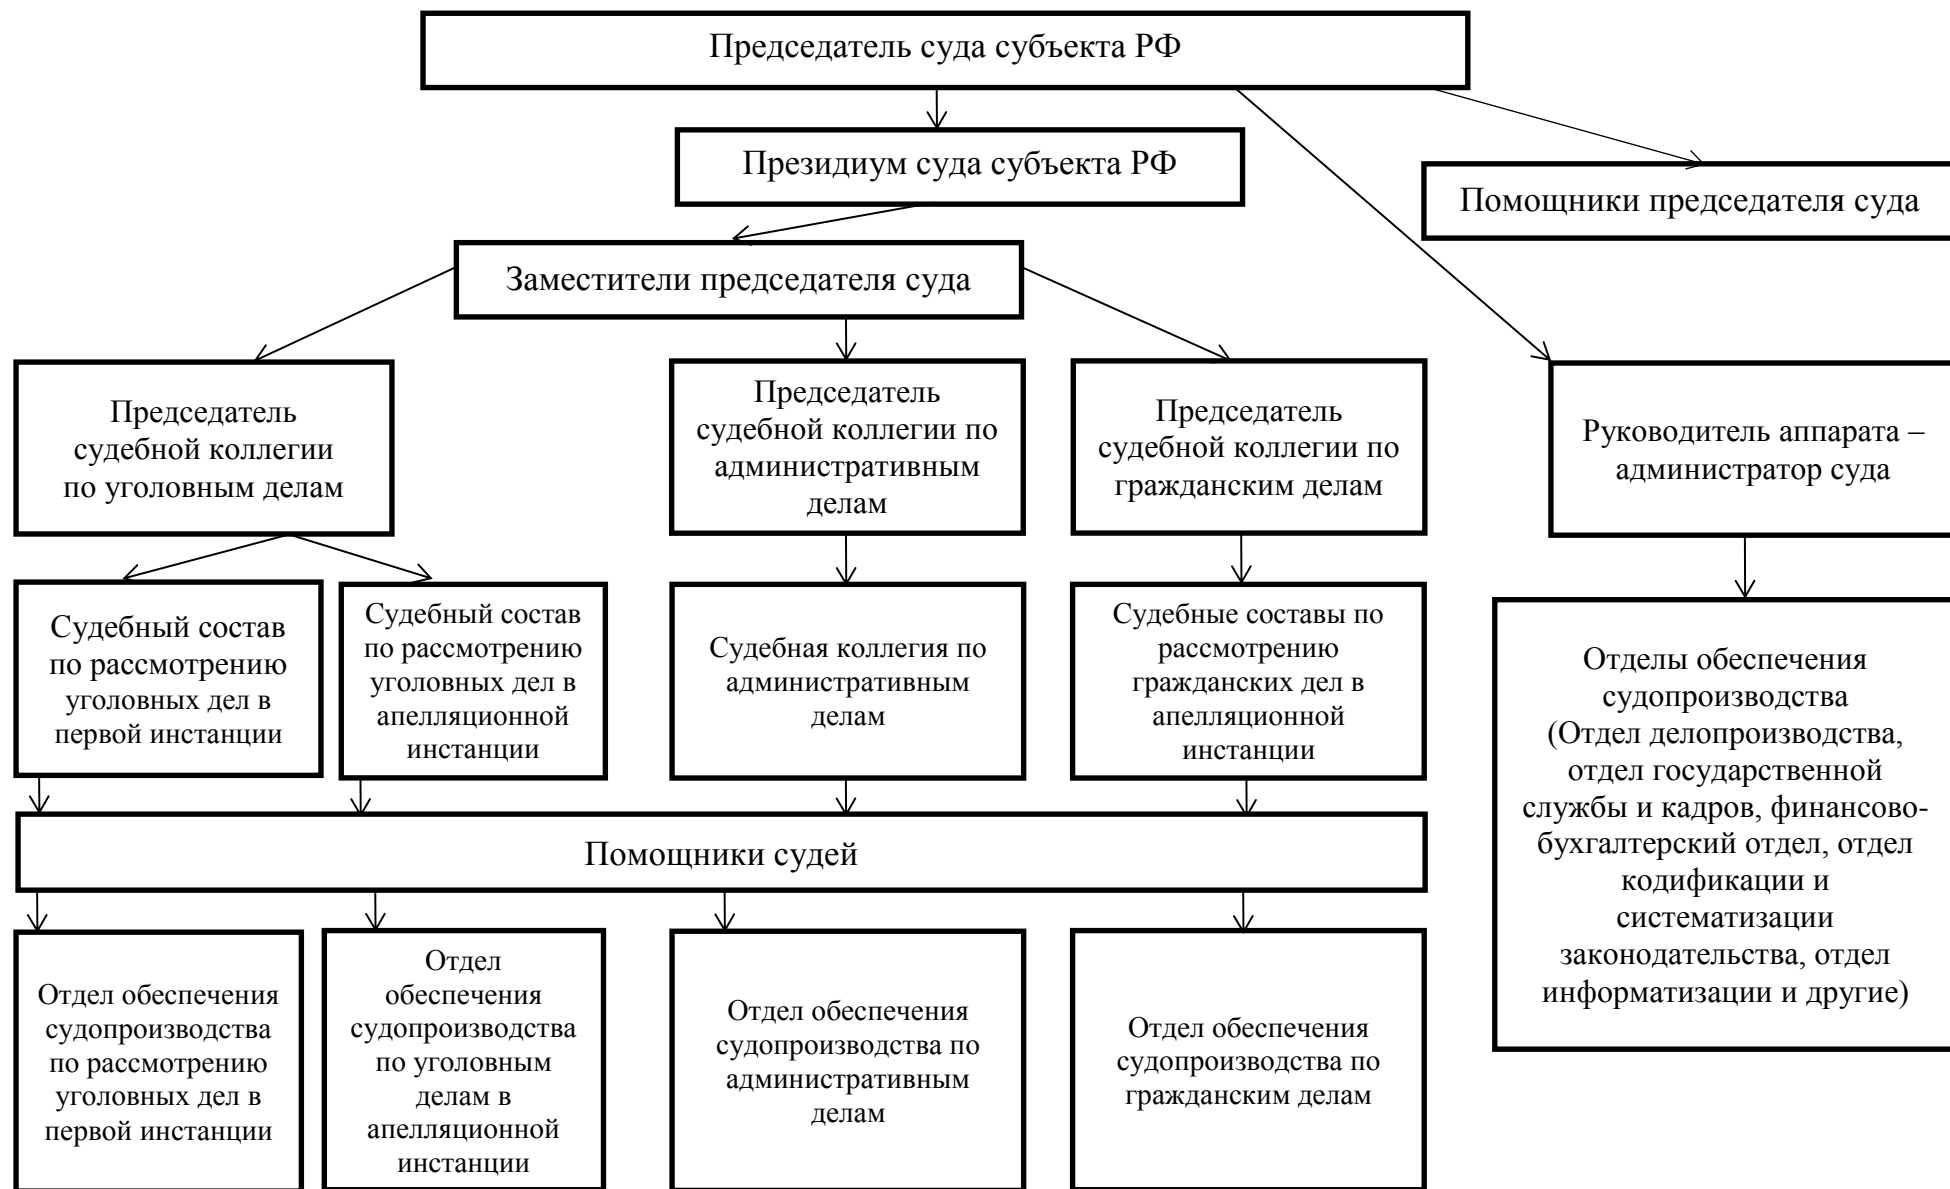 Председатель суда субъекта РФ
Президиум суда субъекта РФ
Помощники председателя суда
Заместители председателя суда
Председатель
судебной коллегии
по уголовным делам
Председатель
судебной коллегии по
административным
делам
Председатель
судебной коллегии по
гражданским делам
Руководитель аппарата –
администратор суда
Судебный состав
по рассмотрению
уголовных дел в
первой инстанции
Судебный состав
по рассмотрению
уголовных дел в
апелляционной
инстанции
Судебная коллегия по
административным
делам
Судебные составы по
рассмотрению
гражданских дел в
апелляционной
инстанции
Отделы обеспечения
судопроизводства
(Отдел делопроизводства,
отдел государственной
службы и кадров, финансово-
бухгалтерский отдел, отдел
кодификации и
систематизации
законодательства, отдел
информатизации и другие)
Помощники судей
Отдел обеспечения
судопроизводства
по рассмотрению
уголовных дел в
первой инстанции
Отдел
обеспечения
судопроизводства
по уголовным
делам в
апелляционной
инстанции
Отдел обеспечения
судопроизводства по
административным
делам
Отдел обеспечения
судопроизводства по
гражданским делам